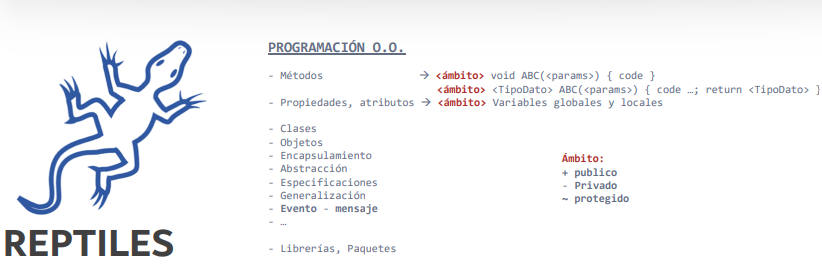 PROGRAMACIÓN O.O.
- Métodos → <ámbito> void ABC(<params>) { code }
<ámbito> <TipoDato> ABC(<params>) { code …; return <TipoDato> }
- Propiedades, atributos → <ámbito> Variables globales y locales
- Clases
- Objetos
- Encapsulamiento
- Abstracción
- Especificaciones
- Generalización
- Evento - mensaje
- …
- Librerías, Paquetes
Ámbito:
+ publico
- Privado
~ protegido
REPTILES